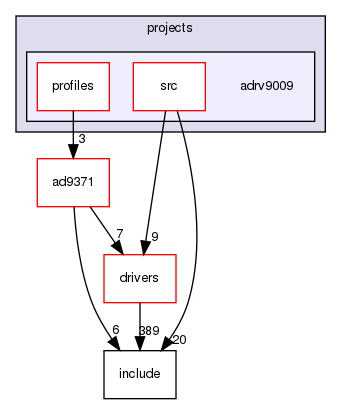 projects
profiles
src
adrv9009
3
ad9371
7
9
drivers
6
389
20
include